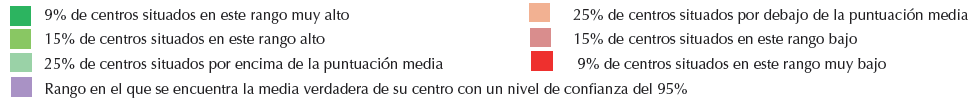 9% de centros situados en este rango muy alto
25% de centros situados por debajo de la puntuación media
15% de centros situados en este rango alto
15% de centros situados en este rango bajo
25% de centros situados por encima de la puntuación media
9% de centros situados en este rango muy bajo
Rango en el que se encuentra la media verdadera de su centro con un nivel de confianza del 95%